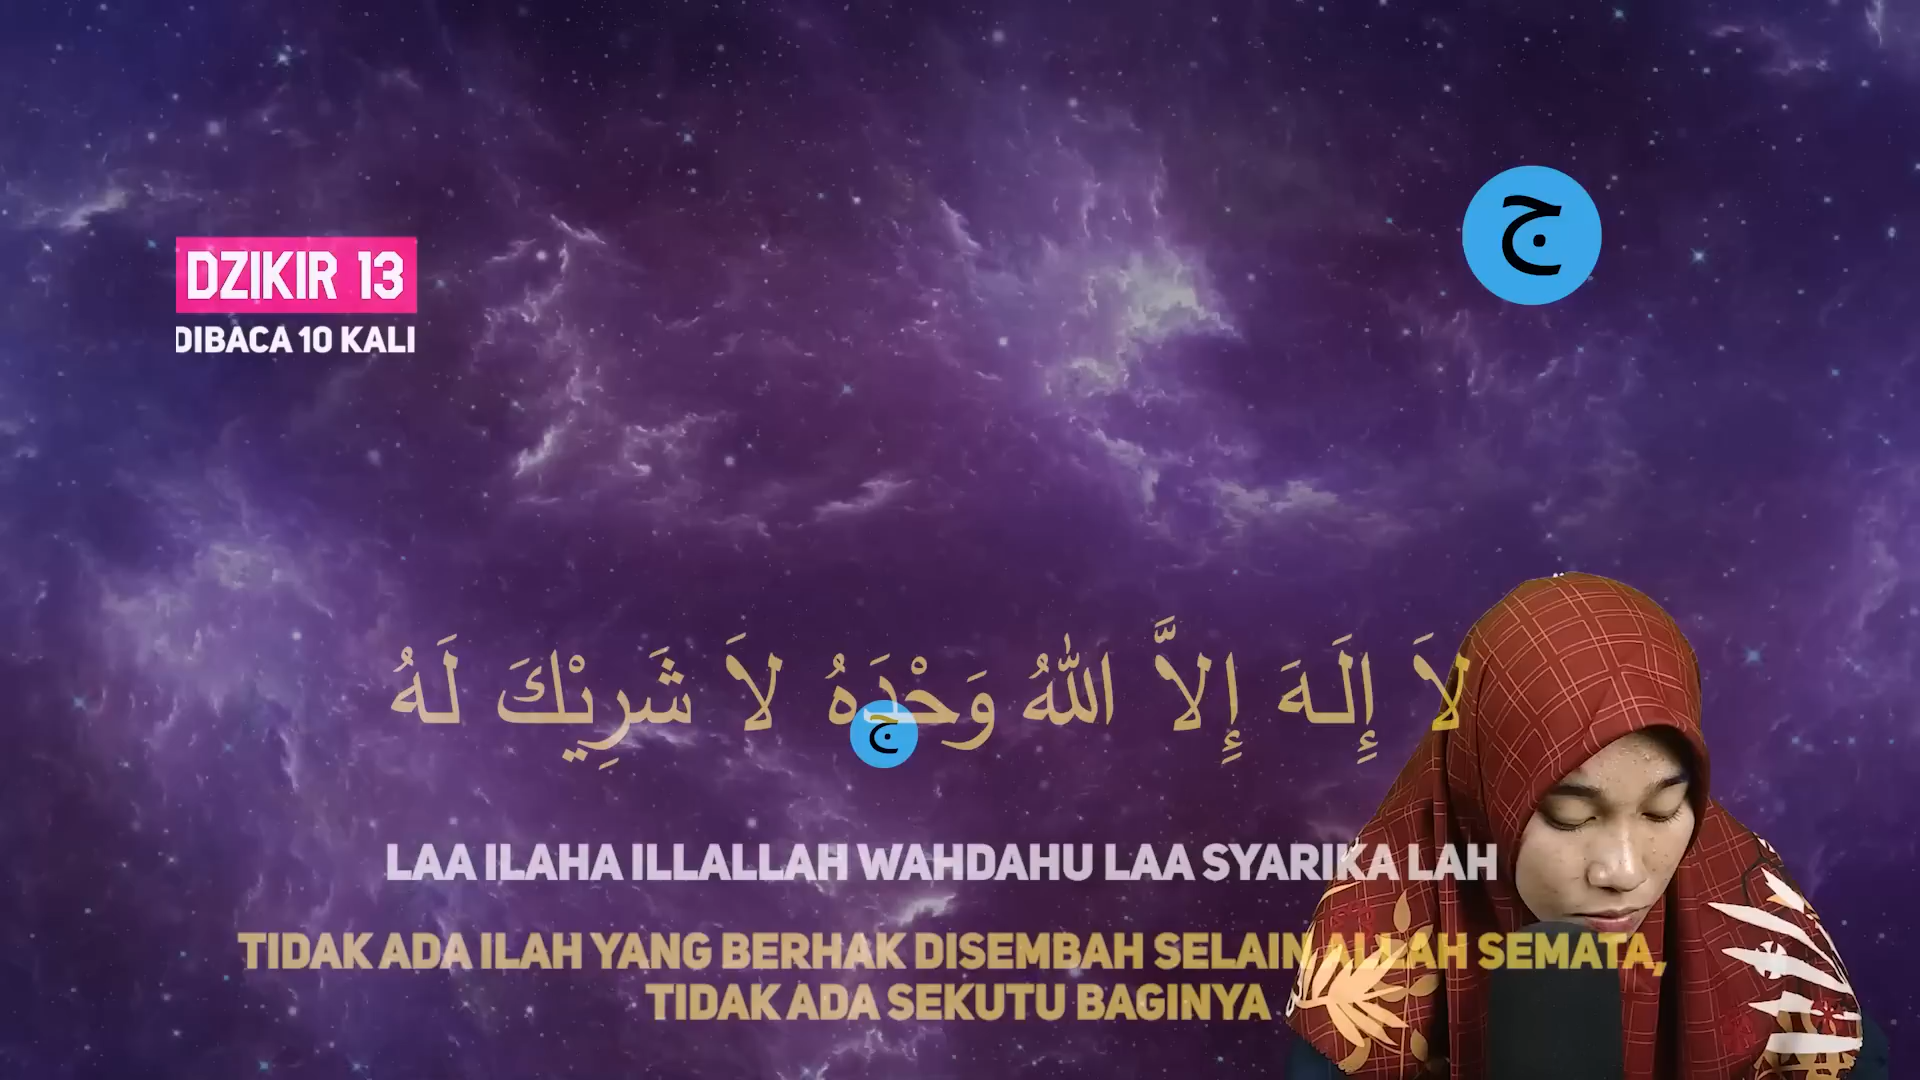 DZIKIR 13
DIBACA 10 KALI
ج
لاَ إِلَهَ إِلاَّ اللهُ وَحْدَهُ لاَ شَرِيْكَ لَهُ
ج
LAA ILAHA ILLALLAH WAHDAHU LAA SYARIKA LAH
TIDAK ADA ILAH YANG BERHAK DISEMBAH SELAIN ALLAH SEMATA,
TIDAK ADA SEKUTU BAGINYA